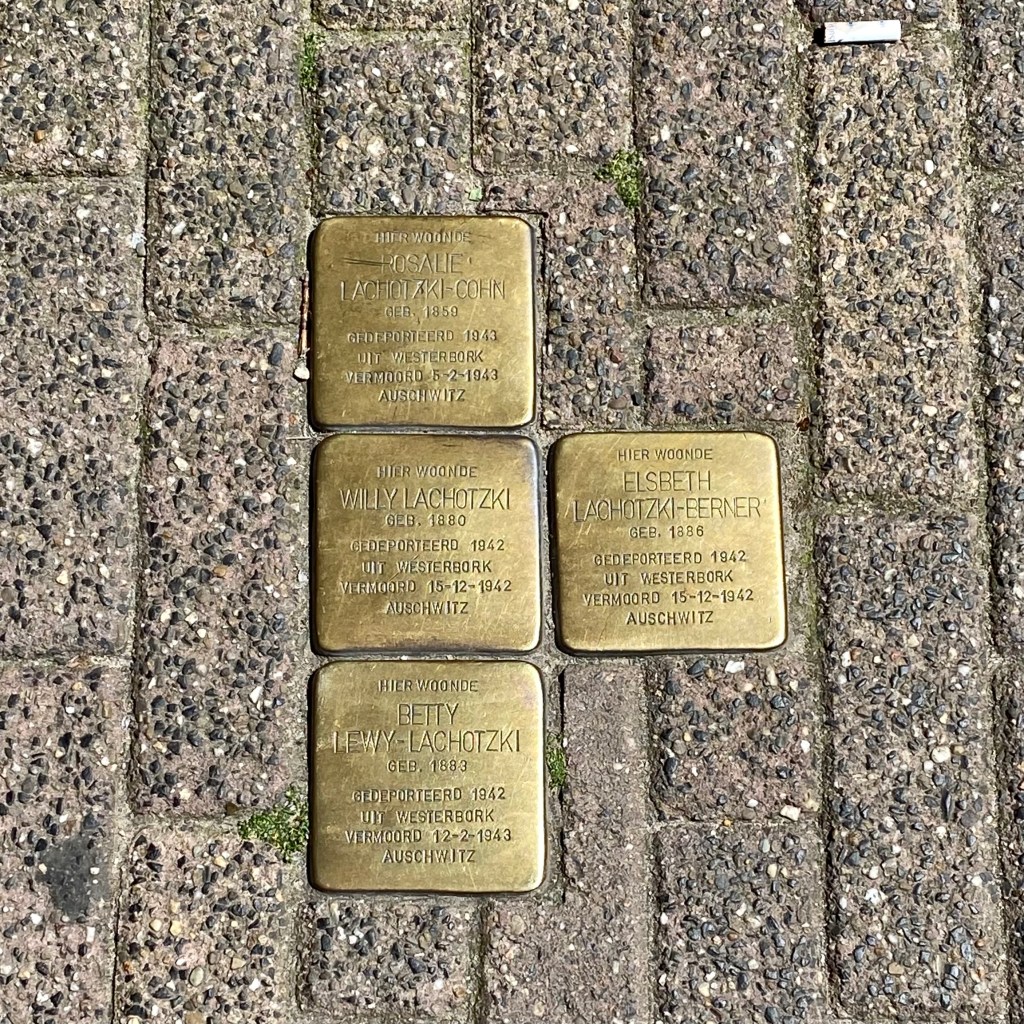 HIER WOONDE
ROSALIE
LACHOTZKI-COHN
GEB. 1859
GEDEPORTEERD 1943
UIT WESTERBORK
VERMOORD 5-2-1943
AUSCHWITZ
HIER WOONDE
WILLY LACHOTZKI
GEB. 1880
GEDEPORTEERD 1942
UIT WESTERBORK
VERMOORD 15-12-1942
AUSCHWITZ
HIER WOONDE
ELSBETH
LACHOTZKI-BERNER
GEB. 1886
GEDEPORTEERD 1942
UIT WESTERBORK
VERMOORD 15-12-1942
AUSCHWITZ
HIER WOONDE
BETTY
LEWY-LACHOTZKI
GEB. 1883
GEDEPORTEERD 1942
UIT WESTERBORK
VERMOORD 12-2-1943
AUSCHWITZ